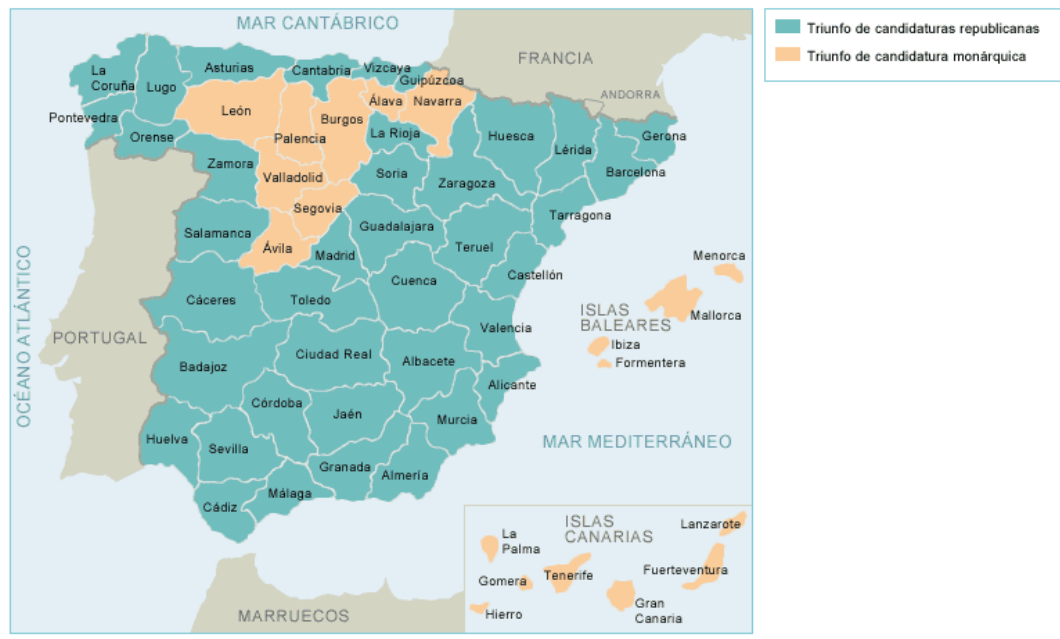 MAR CANTÁBRICO
Triunfo de candidaturas republicanas
Triunfo de candidatura monárquica
FRANCIA
ANDORRA
La
Coruña
Lugo
Asturias
Cantabria
Vizcaya
Guipúzcoa
Pontevedra
Orense
León
Palencia
Burgos
Álava
Navarra
La Rioja
Huesca
Lérida
Gerona
Barcelona
Zamora
Valladolid
Soria
Zaragoza
Tarragona
Segovia
Salamanca
Ávila
Madrid
Guadalajara
Teruel
Castellón
Menorca
Mallorca
ISLAS
BALEARES
Ibiza
Formentera
OCÉANO ATLÁNTICO
PORTUGAL
Cáceres
Toledo
Cuenca
Valencia
Badajoz
Ciudad Real
Albacete
Alicante
Córdoba
Jaén
Murcia
MAR MEDITERRÁNEO
Huelva
Sevilla
Granada
Almería
Málaga
Cádiz
MARRUECOS
ISLAS
CANARIAS
La
Palma
Gomera
Hierro
Tenerife
Gran
Canaria
Fuerteventura
Lanzarote